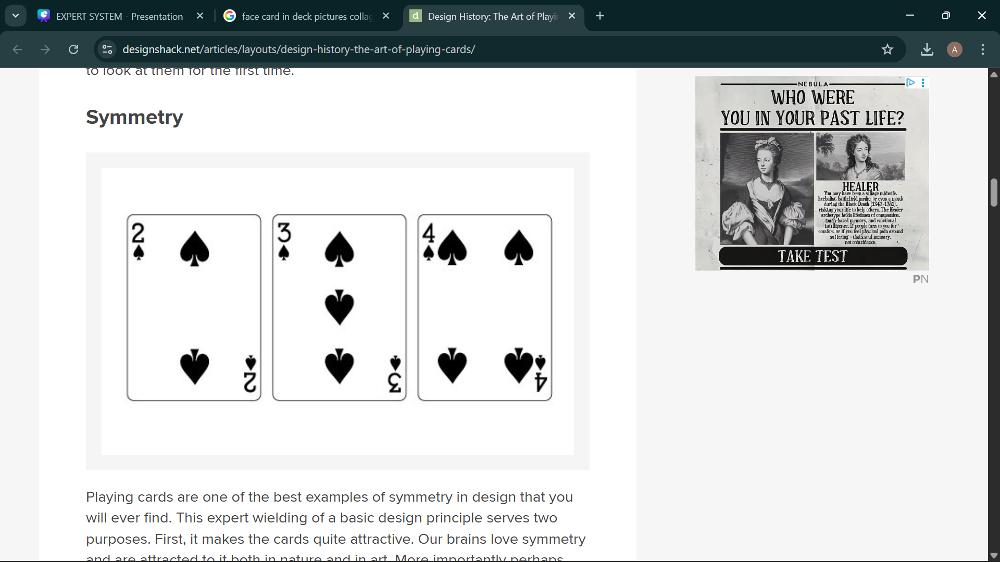 EXPERT SYSTEM - Presentation
face card in deck pictures colla
Design History: The Art of Playi
designshack.net/articles/layouts/design-history-the-art-of-playing-cards/
A
to look at them for the first time.
Symmetry
2
2
3
3
4
4
Playing cards are one of the best examples of symmetry in design that you
will ever find. This expert wielding of a basic design principle serves two
purposes. First, it makes the cards quite attractive. Our brains love symmetry
and are attracted to it both in nature and in art. More importantly perhaps,
NEBULA
WHO WERE
YOU IN YOUR PAST LIFE?
HEALER
You may have been a village midwife,
herbalist, battlefield medic, or even a monk
during the Black Death (1347-1351),
risking your life to help others. The Healer
archetype holds lifetimes of compassion,
touch-based memory, and emotional
intelligence. If people turn to you for
comfort, or if you feel physical pain around
suffering – that's soul memory,
not coincidence.
TAKE TEST
PN